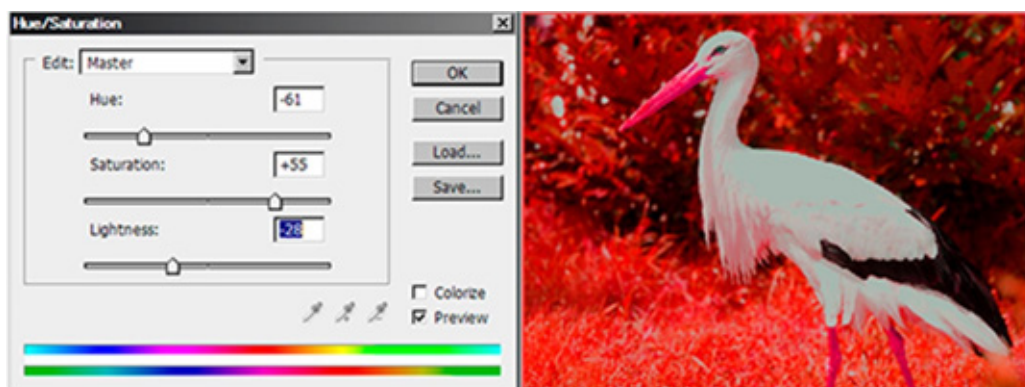 Hue/Saturation
Edit: Master
Hue: -61
Saturation: +55
Lightness: -28
OK
Cancel
Load...
Save...
Colorize
Preview